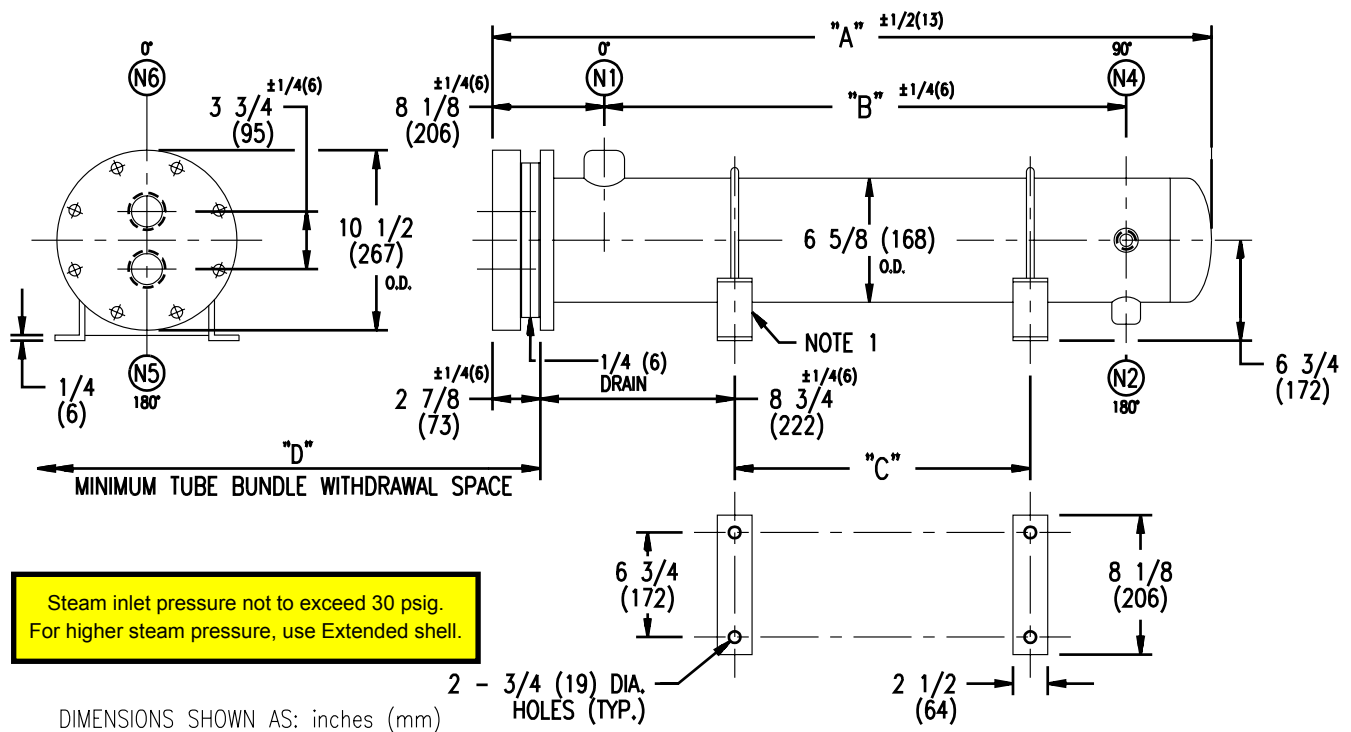 "A" ±1/2(13)
0°
N6
3 3/4 ±1/4(6)
(95)
10 1/2
(267)
O.D.
1/4
(6)
N5
180°
±1/4(6)
8 1/8
(206)
0°
N1
"B" ±1/4(6)
90°
N4
6 5/8 (168)
O.D.
NOTE 1
1/4 (6)
DRAIN
±1/4(6)
2 7/8
(73)
±1/4(6)
8 3/4
(222)
N2
180°
6 3/4
(172)
"D"
MINIMUM TUBE BUNDLE WITHDRAWAL SPACE
"C"
6 3/4
(172)
8 1/8
(206)
2 - 3/4 (19) DIA.
HOLES (TYP.)
2 1/2
(64)
Steam inlet pressure not to exceed 30 psig.
For higher steam pressure, use Extended shell.
DIMENSIONS SHOWN AS: inches (mm)